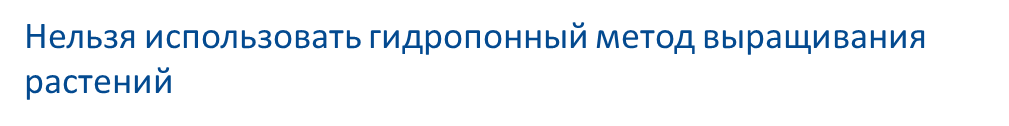 Нельзя использовать гидропонный метод выращивания
растений